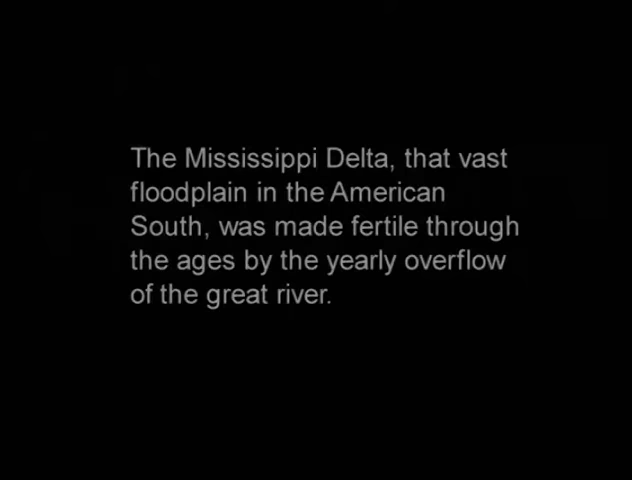 The Mississippi Delta, that vast
floodplain in the American
South, was made fertile through
the ages by the yearly overflow
of the great river.